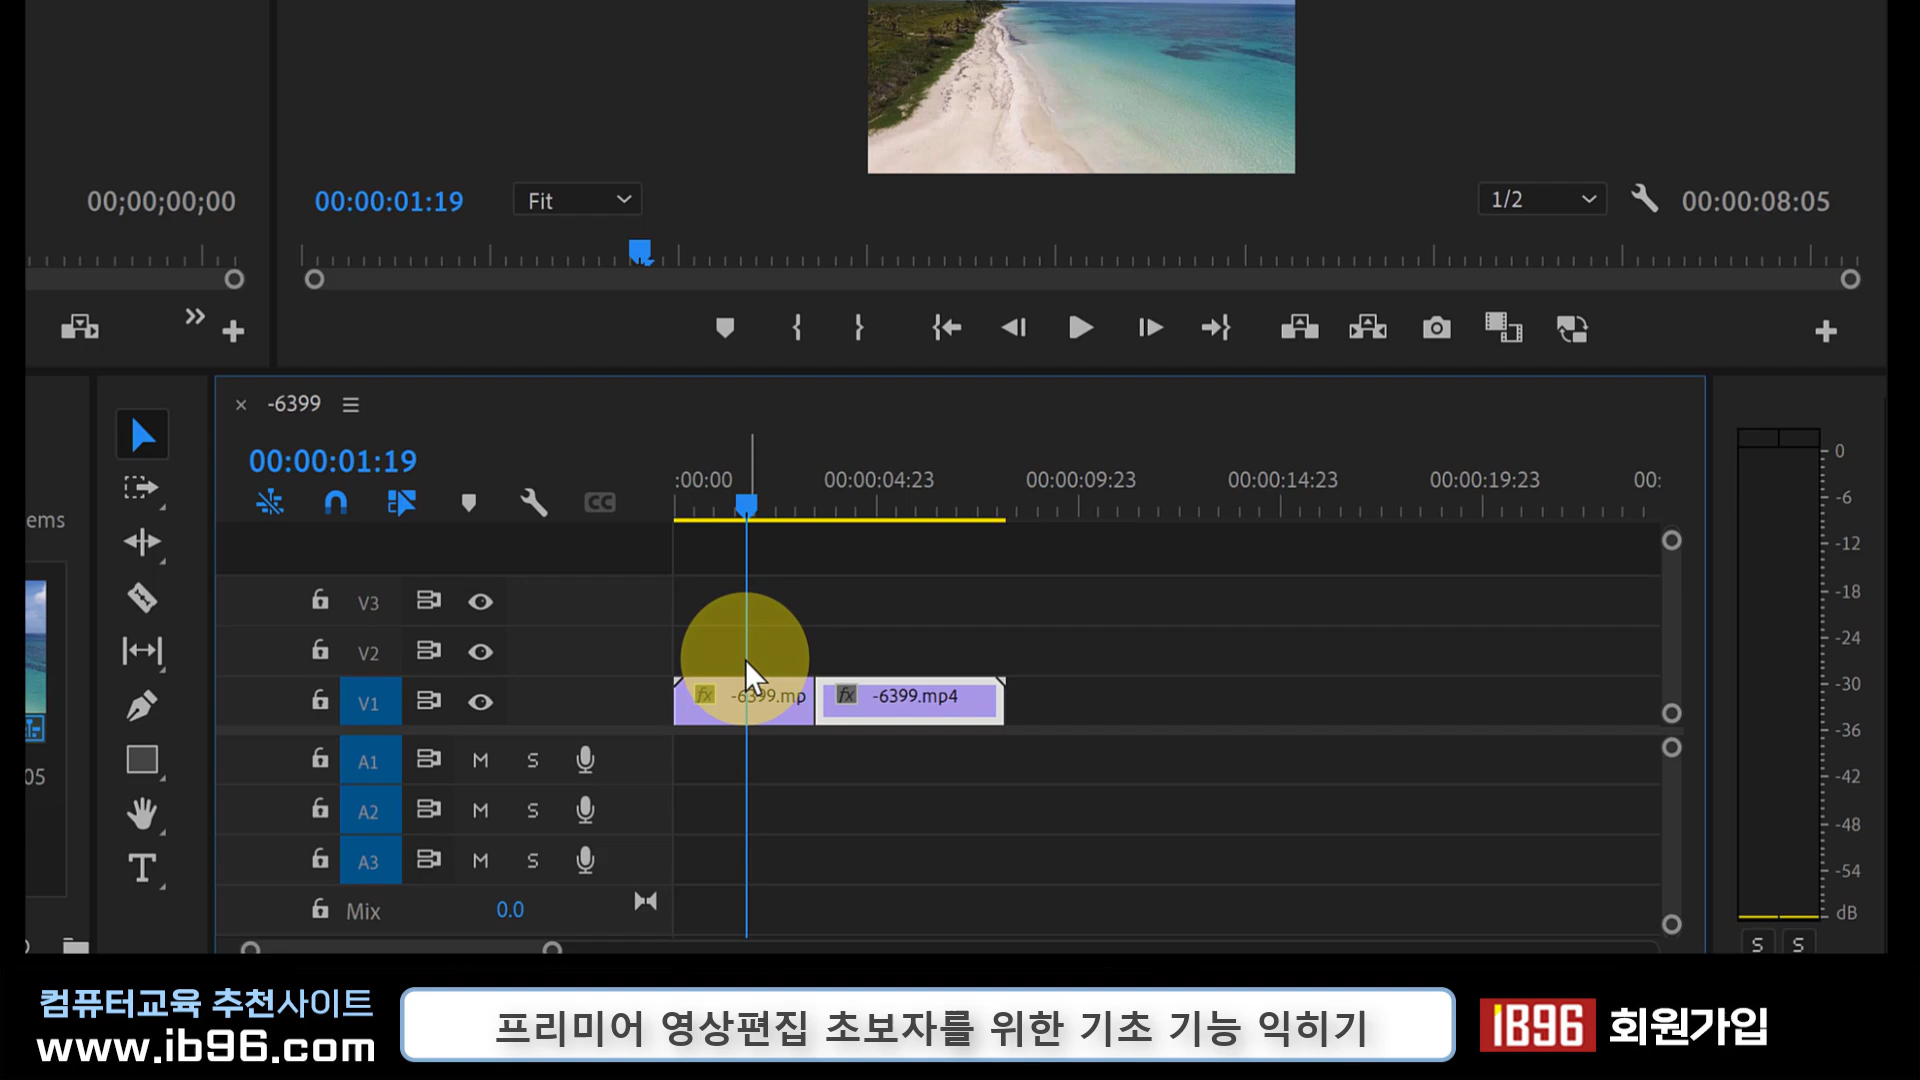 00;00;00;00
00:00:01:19
Fit
1/2
00:00:08:05
-6399
00:00:01:19
:00:00
00:00:04:23
00:00:09:23
00:00:14:23
00:00:19:23
00:
CC
ems
05
V3
V2
V1
fx -6399.mp
fx -6399.mp4
A1 M S
A2 M S
A3 M S
Mix 0.0
T
0
-6
-12
-18
-24
-30
-36
-42
-48
-54
dB
S S
컴퓨터교육 추천사이트
www.ib96.com
프리미어 영상편집 초보자를 위한 기초 기능 익히기
iB96 회원가입